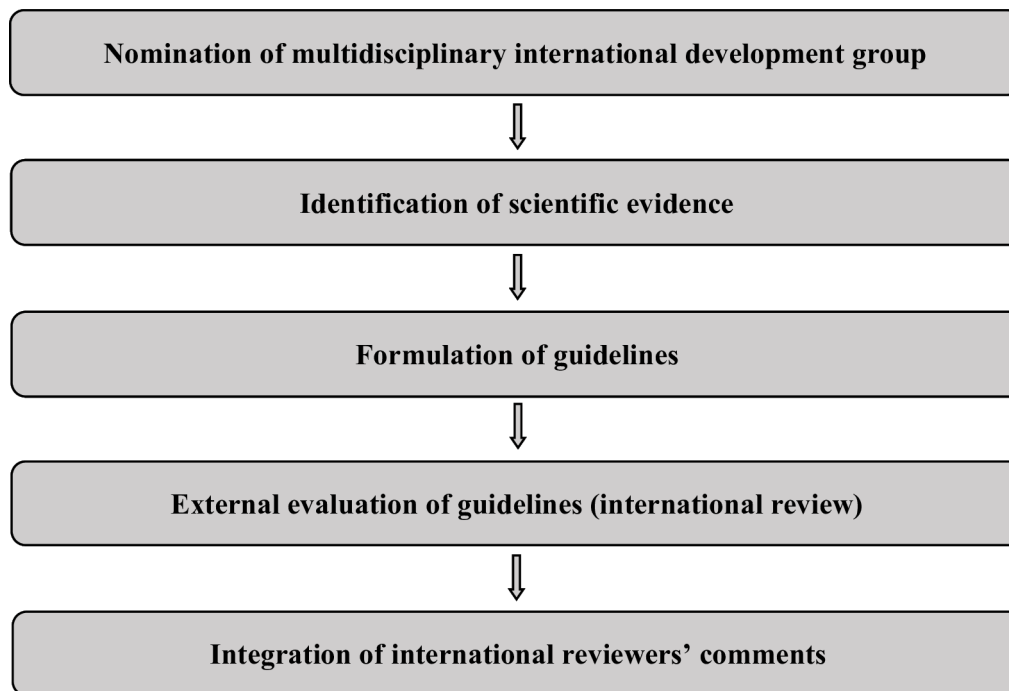 Nomination of multidisciplinary international development group
Identification of scientific evidence
Formulation of guidelines
External evaluation of guidelines (international review)
Integration of international reviewers’ comments